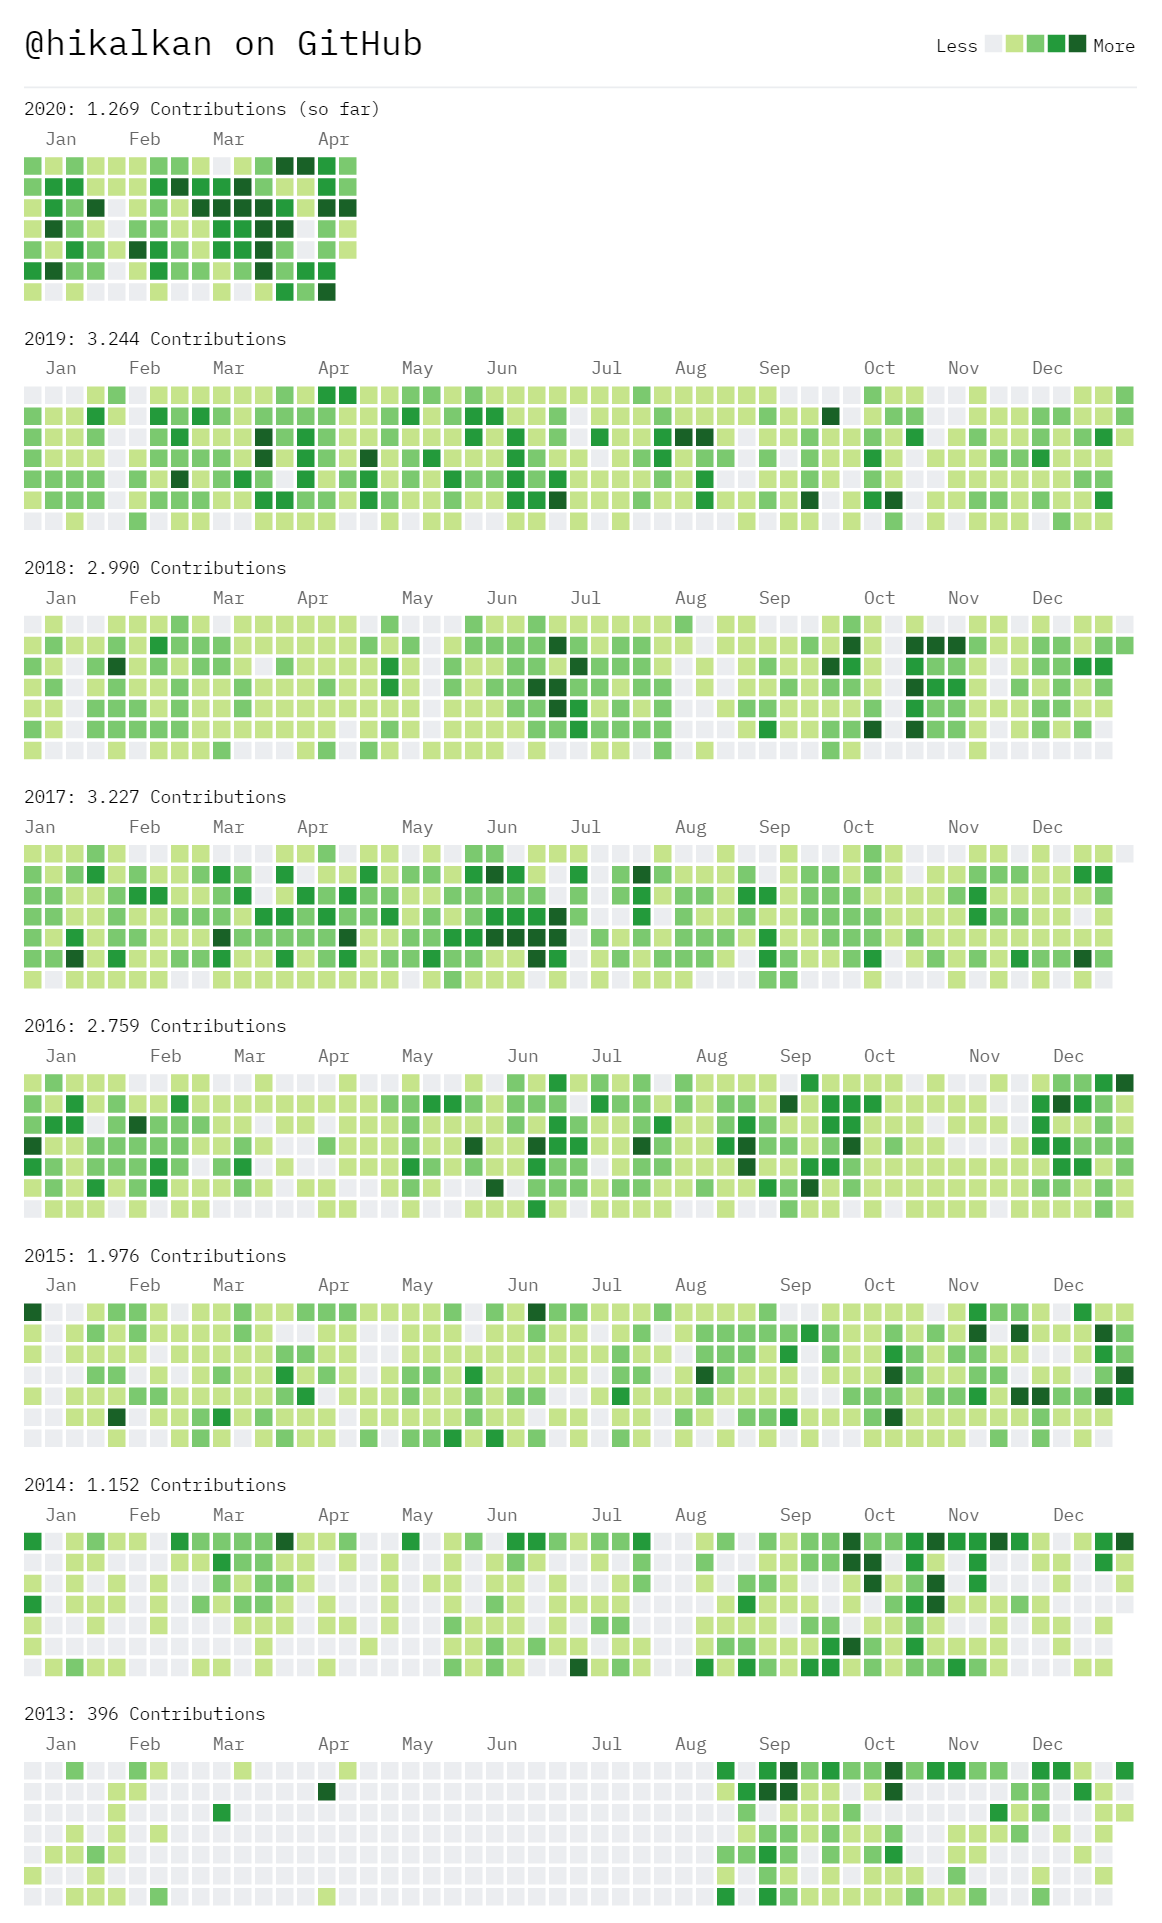 @hikalkan on GitHub
Less More
2020: 1.269 Contributions (so far)
Jan Feb Mar Apr
2019: 3.244 Contributions
Jan Feb Mar Apr May Jun Jul Aug Sep Oct Nov Dec
2018: 2.990 Contributions
Jan Feb Mar Apr May Jun Jul Aug Sep Oct Nov Dec
2017: 3.227 Contributions
Jan Feb Mar Apr May Jun Jul Aug Sep Oct Nov Dec
2016: 2.759 Contributions
Jan Feb Mar Apr May Jun Jul Aug Sep Oct Nov Dec
2015: 1.976 Contributions
Jan Feb Mar Apr May Jun Jul Aug Sep Oct Nov Dec
2014: 1.152 Contributions
Jan Feb Mar Apr May Jun Jul Aug Sep Oct Nov Dec
2013: 396 Contributions
Jan Feb Mar Apr May Jun Jul Aug Sep Oct Nov Dec